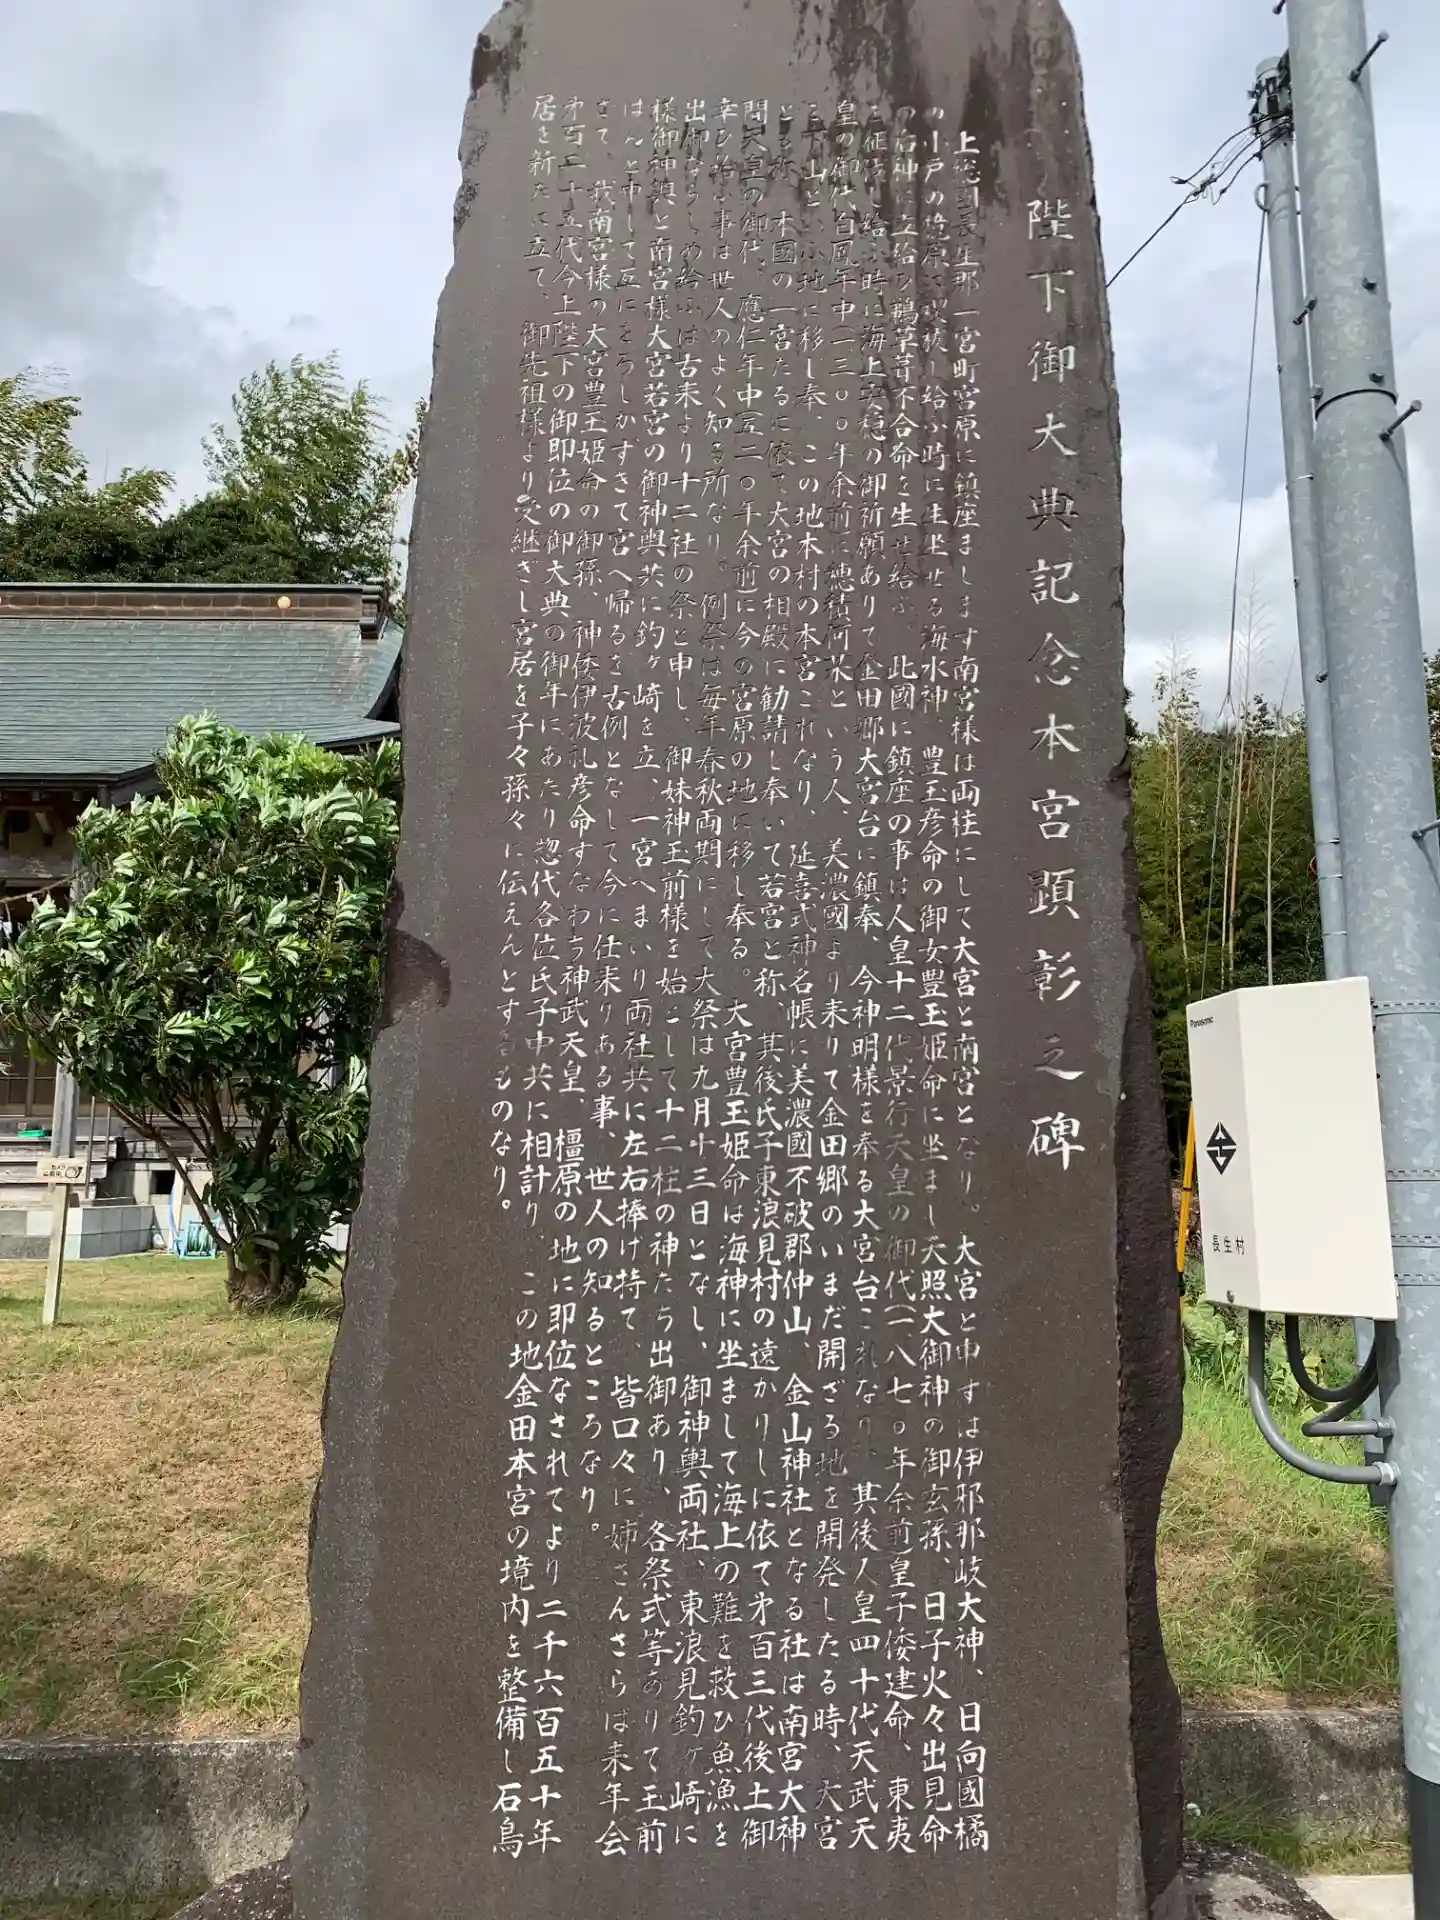 陛下御大典記念本宮顕彰之碑
上総国長生郡一宮町宮原に鎮座まします南宮様は両柱にして大宮と南宮となり。大宮と申すは伊邪那岐大神、日向國橘
の小戸の檍原に 給ふ時に生坐せる海水神、豊玉彦命の御女豊玉姫命に坐まし天照大御神の御玄孫、日子火々出見命
の后神に立給ひ鵜草葺不合命を生せ給ふ。此國に鎮座の事は人皇十二代景行天皇の御代(一八七〇年余前皇子倭建命、東夷
を征 し給ふ時に海上安穏の御祈願ありて金田郷大宮台に鎮奉、今神明様を奉る大宮台これなり、其後人皇四十代天武天
皇の御代白鳳年中(一三〇〇年余前)に穂積阿 という人、美濃國より来りて金田郷のいまだ開ざる地を開発したる時、大宮
を下山といふ地に移し奉、この地本村の本宮これなり、延喜式神名帳に美濃國不破郡仲山、金山神社となる社は南宮大神
とも称 本國の一宮たるに依て大宮の相殿に勧請し奉いて若宮と称、其後氏子東浪見村の遠かりしに依て才百三代後土御
門天皇の御代、應仁年中(五二〇年余前)に今の宮原の地に移し奉る。大宮豊玉姫命は海神に坐まして海上の難を救ひ魚漁を
幸ひ給ふ事は世人のよく知る所なり。例祭は毎年春秋両期にして大祭は九月十三日となし、御神輿両社、東浪見釣ヶ崎に
出御ならしめ給ふは古来より十二社の祭と申し、御妹神玉前様を始として十二柱の神たち出御あり、各祭式等ありて玉前
様御神輿と南宮様大宮若宮の御神輿共に釣ヶ崎を立、一宮へまいり両社共に左右捧げ持て、皆口々に姉さんさらば来年会
はんと申して互にをろしかずきて宮へ帰るを古例となして今に仕来りある事、世人の知るところなり。
さて、我南宮様の大宮豊玉姫命の御孫、神倭伊波礼彦命すなわち神武天皇、橿原の地に即位なされてより二千六百五十年
才百二十五代今上陛下の御即位の御大典の御年にあたり惣代各位氏子中共に相計り、この地金田本宮の境内を整備し石鳥
居を新たに立て、御先祖様より受継ぎし宮居を子々孫々に伝えんとするものなり。
Panasonic
長生村